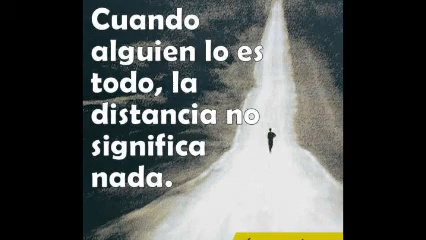 Cuando
alguien lo es
todo, la
distancia no
significa
nada.